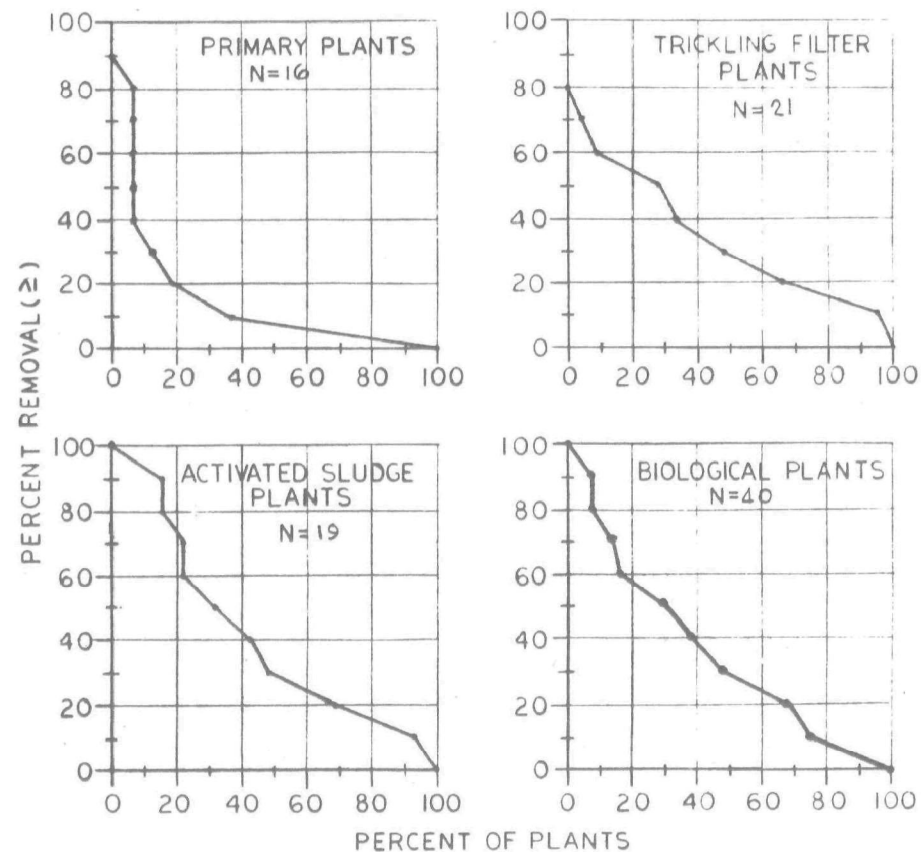 PRIMARY PLANTS
N=16
100
80
60
40
20
0
0 20 40 60 80 100
TRICKLING FILTER
PLANTS
N=21
100
80
60
40
20
0
0 20 40 60 80 100
PERCENT REMOVAL (≥)
ACTIVATED SLUDGE
PLANTS
N=19
100
80
60
40
20
0
0 20 40 60 80 100
BIOLOGICAL PLANTS
N=40
100
80
60
40
20
0
0 20 40 60 80 100
PERCENT OF PLANTS